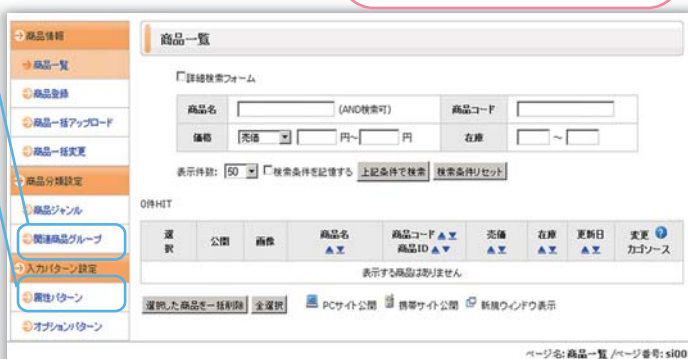 商品情報
商品一覧
商品登録
商品一括アップロード
商品一括変更
商品分類設定
商品ジャンル
関連商品グループ
入力パターン設定
属性パターン
オプションパターン
商品一覧
詳細検索フォーム
商品名 (AND検索可) 商品コード
価格 売価 円～ 円 在庫 ～
表示件数: 50 検索条件を記憶する 上記条件で検索 検索条件リセット
0件HIT
選択 公開 画像 商品名▲▼ 商品コード▲▼ 商品ID▲▼ 売価▲▼ 在庫▲▼ 更新日▲▼ 変更 ? カゴソース
表示する商品はありません
選択した商品を一括削除 全選択 PCサイト公開 携帯サイト公開 新規ウィンドウ表示
ページ名: 商品一覧 /ページ番号: si00